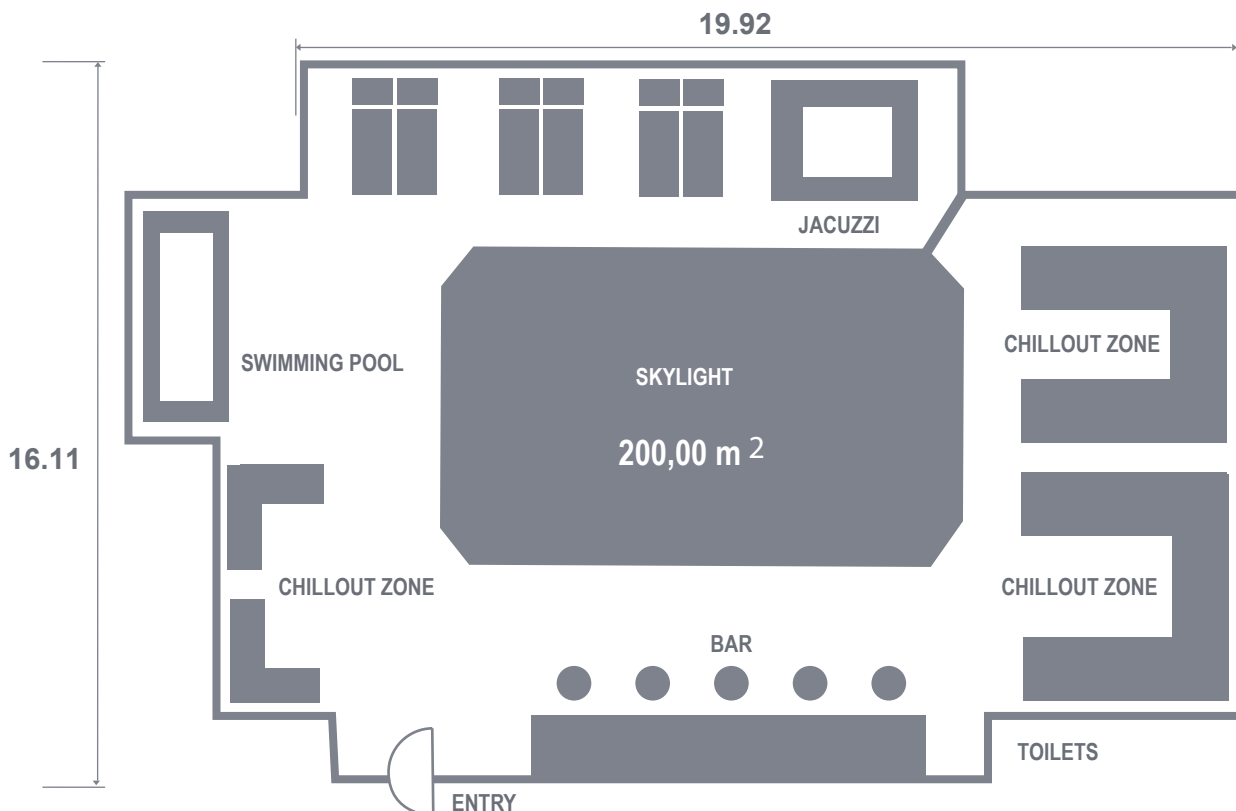 19.92
JACUZZI
SWIMMING POOL
CHILLOUT ZONE
SKYLIGHT
200,00 m 2
16.11
CHILLOUT ZONE
CHILLOUT ZONE
BAR
TOILETS
ENTRY